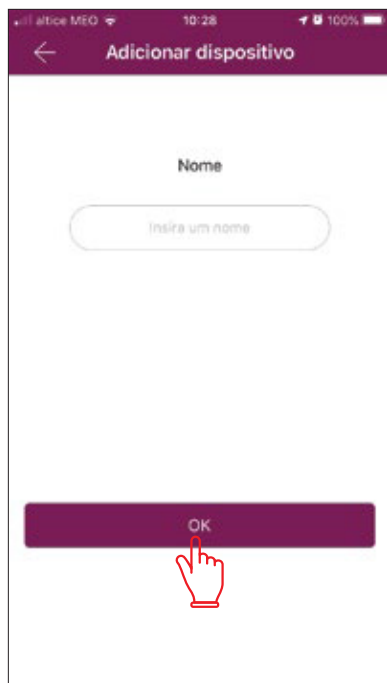 altice MEO 10:28 100%
Adicionar dispositivo
Nome
Insira um nome
OK